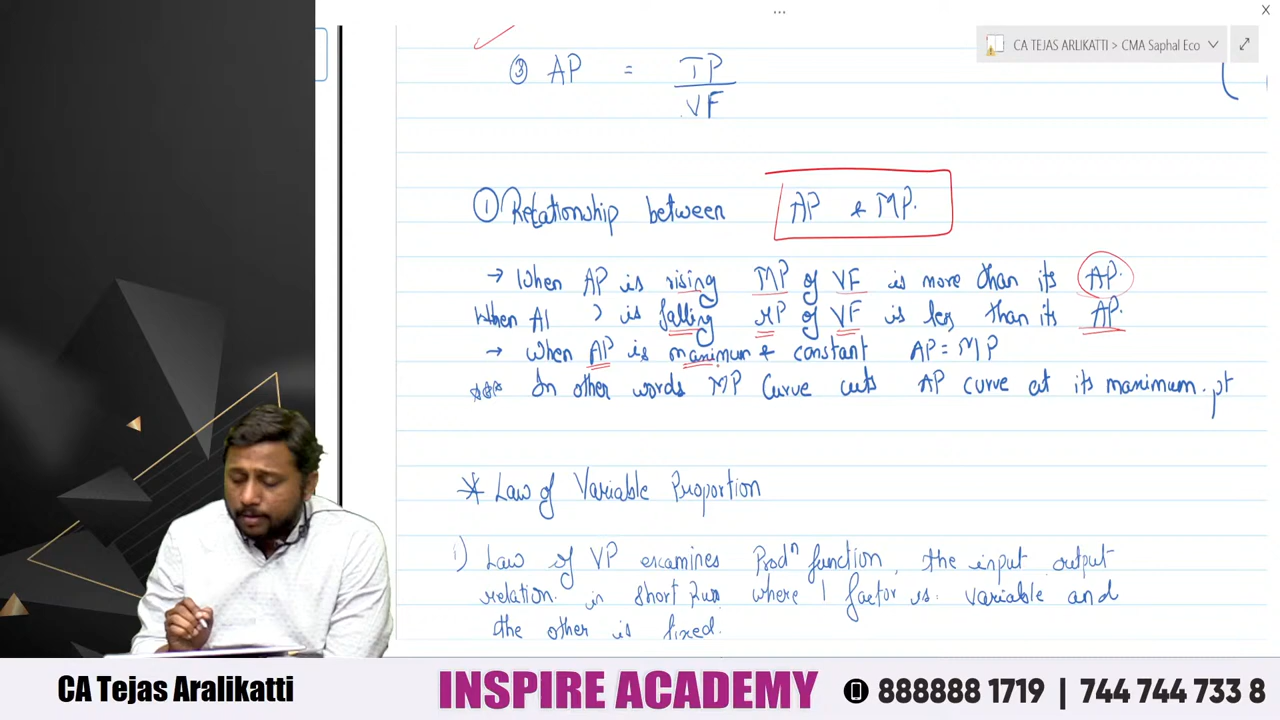 ...
x
CA TEJAS ARLIKATTI > CMA Saphal Eco
③ AP = TP
VF
① Relationship between AP & MP.
→ When AP is rising MP of VF is more than its AP.
When AP is falling MP of VF is less than its AP.
→ When AP is maximum & constant AP = MP
*** In other words MP Curve cuts AP curve at its maximum. pt
* Law of Variable Proportion
1) Law of VP examines Prodⁿ function, the input output
relation. in short Run where 1 factor is variable and
the other is fixed.
CA Tejas Aralikatti
INSPIRE ACADEMY
888888 1719 | 744 744 733 8